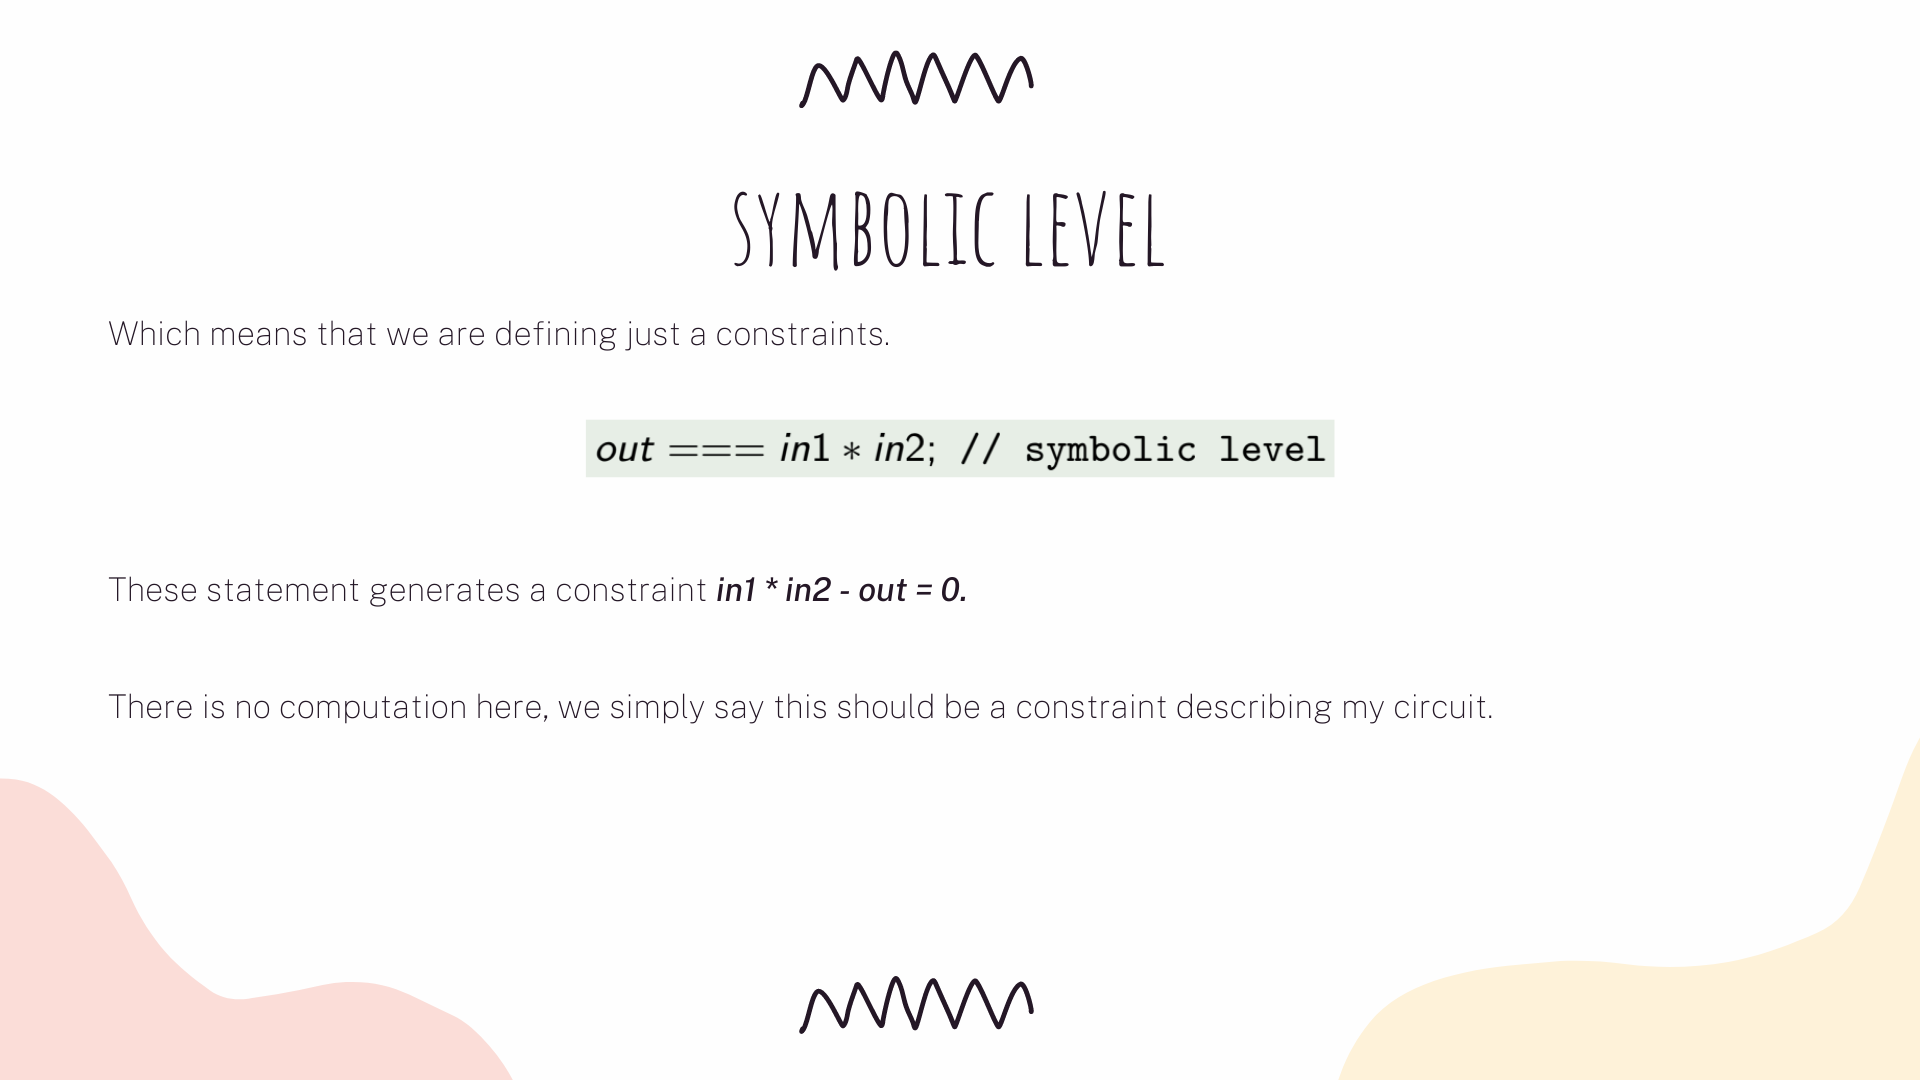 SYMBOLIC LEVEL
Which means that we are defining just a constraints.
out === in1 * in2; // symbolic level
These statement generates a constraint in1 * in2 - out = 0.
There is no computation here, we simply say this should be a constraint describing my circuit.